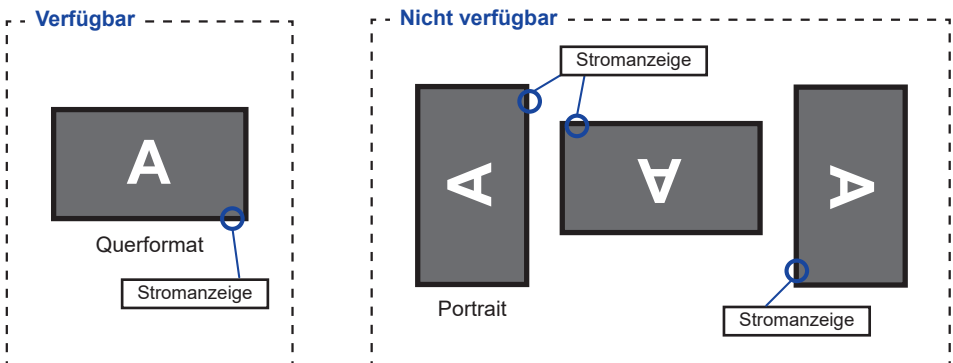 Verfügbar
A
Querformat
Stromanzeige
Nicht verfügbar
Stromanzeige
A
A
A
Portrait
Stromanzeige